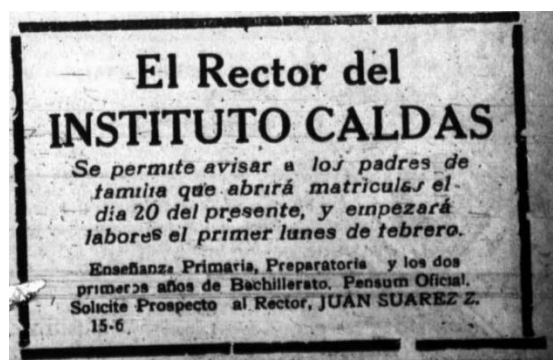 El Rector del
INSTITUTO CALDAS
Se permite avisar a los padres de
familia que abrirá matriculas el
día 20 del presente, y empezará
labores el primer lunes de febrero.
Enseñanza Primaria, Preparatoria y los dos
primeros años de Bachillerato. Pensum Oficial.
Solicite Prospecto al Rector, JUAN SUAREZ Z.
15-6